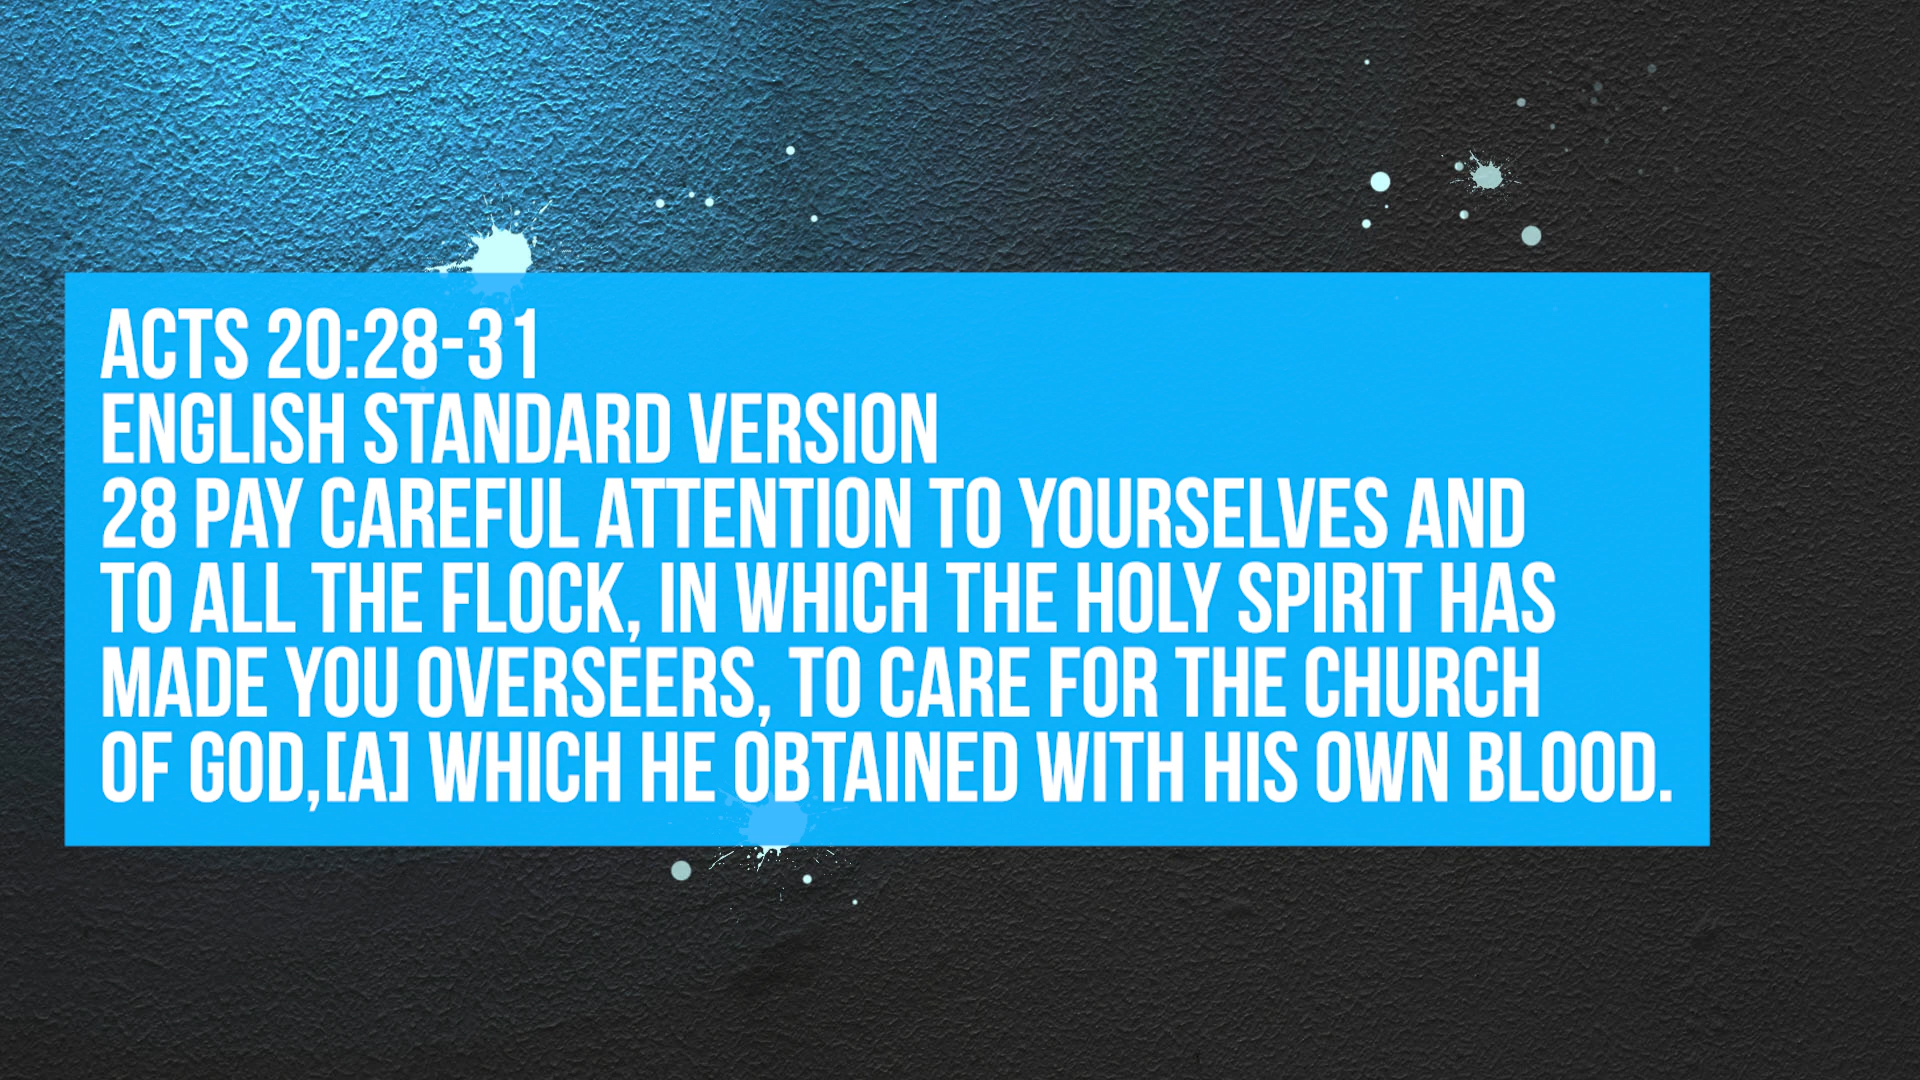 ACTS 20:28-31
ENGLISH STANDARD VERSION
28 PAY CAREFUL ATTENTION TO YOURSELVES AND
TO ALL THE FLOCK, IN WHICH THE HOLY SPIRIT HAS
MADE YOU OVERSEERS, TO CARE FOR THE CHURCH
OF GOD,[A] WHICH HE OBTAINED WITH HIS OWN BLOOD.